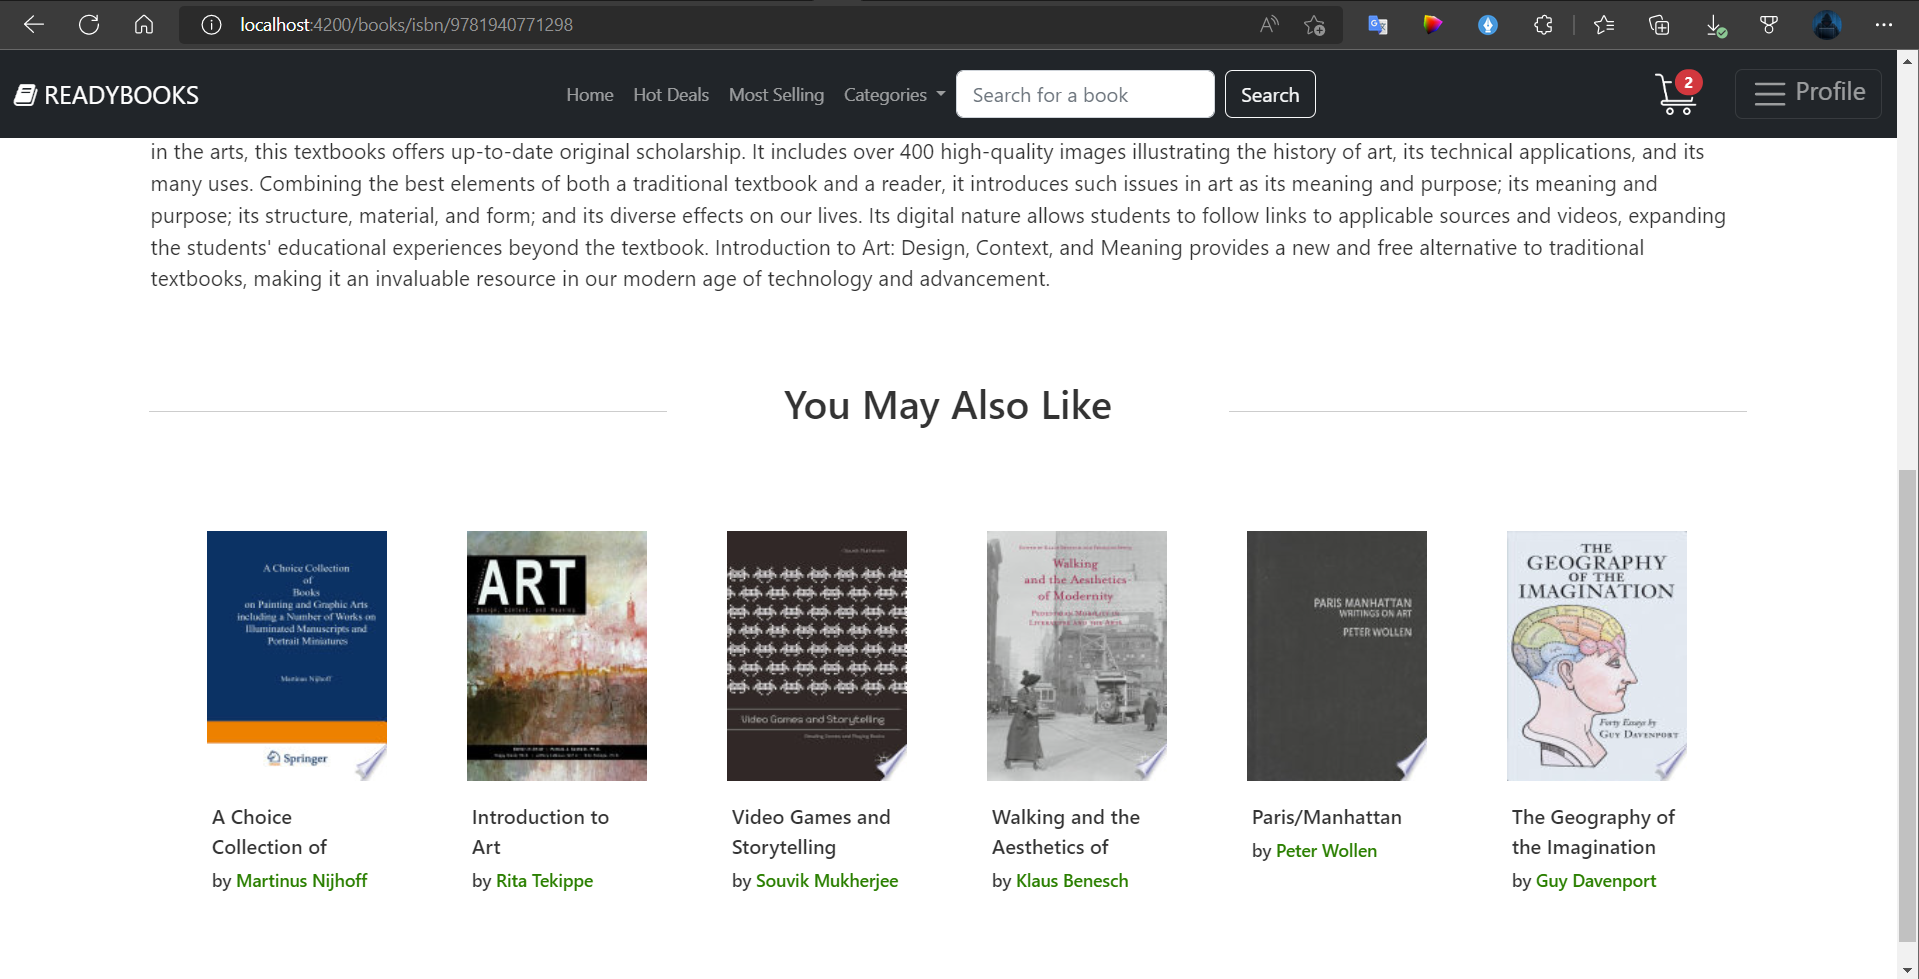 localhost:4200/books/isbn/9781940771298
READYBOOKS
Home
Hot Deals
Most Selling
Categories
Search for a book
Search
2
Profile
in the arts, this textbooks offers up-to-date original scholarship. It includes over 400 high-quality images illustrating the history of art, its technical applications, and its
many uses. Combining the best elements of both a traditional textbook and a reader, it introduces such issues in art as its meaning and purpose; its meaning and
purpose; its structure, material, and form; and its diverse effects on our lives. Its digital nature allows students to follow links to applicable sources and videos, expanding
the students' educational experiences beyond the textbook. Introduction to Art: Design, Context, and Meaning provides a new and free alternative to traditional
textbooks, making it an invaluable resource in our modern age of technology and advancement.
You May Also Like
A Choice Collection
of
Books
on Painting and Graphic Arts
including a Number of Works on
Illuminated Manuscripts and
Portrait Miniatures
Martinus Nijhoff
Springer
A Choice
Collection of
by Martinus Nijhoff
ART
Design, Context, and Meaning
Introduction to
Art
by Rita Tekippe
Souvik Mukherjee
Video Games and Storytelling
Reading Games and Playing Books
Video Games and
Storytelling
by Souvik Mukherjee
Walking
and the Aesthetics
of Modernity
Walking and the
Aesthetics of
by Klaus Benesch
PARIS MANHATTAN
WRITINGS ON ART
PETER WOLLEN
Paris/Manhattan
by Peter Wollen
THE
GEOGRAPHY
OF THE
IMAGINATION
Forty Essays by
GUY DAVENPORT
The Geography of
the Imagination
by Guy Davenport